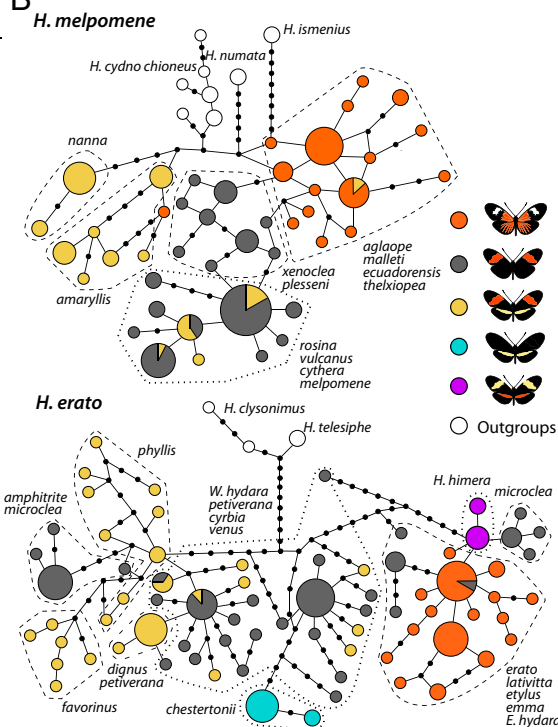 B
H. melpomene
H. ismenius
H. numata
H. cydno chioneus
nanna
amaryllis
xenoclea
plesseni
aglaope
malleti
ecuadorensis
thelxiopea
rosina
vulcanus
cythera
melpomene
Outgroups
H. erato
H. clysonimus
H. telesiphe
phyllis
amphitrite
microclea
W. hydara
petiverana
cyrbia
venus
H. himera
microclea
dignus
petiverana
favorinus
chestertonii
erato
lativitta
etylus
emma
E. hydara